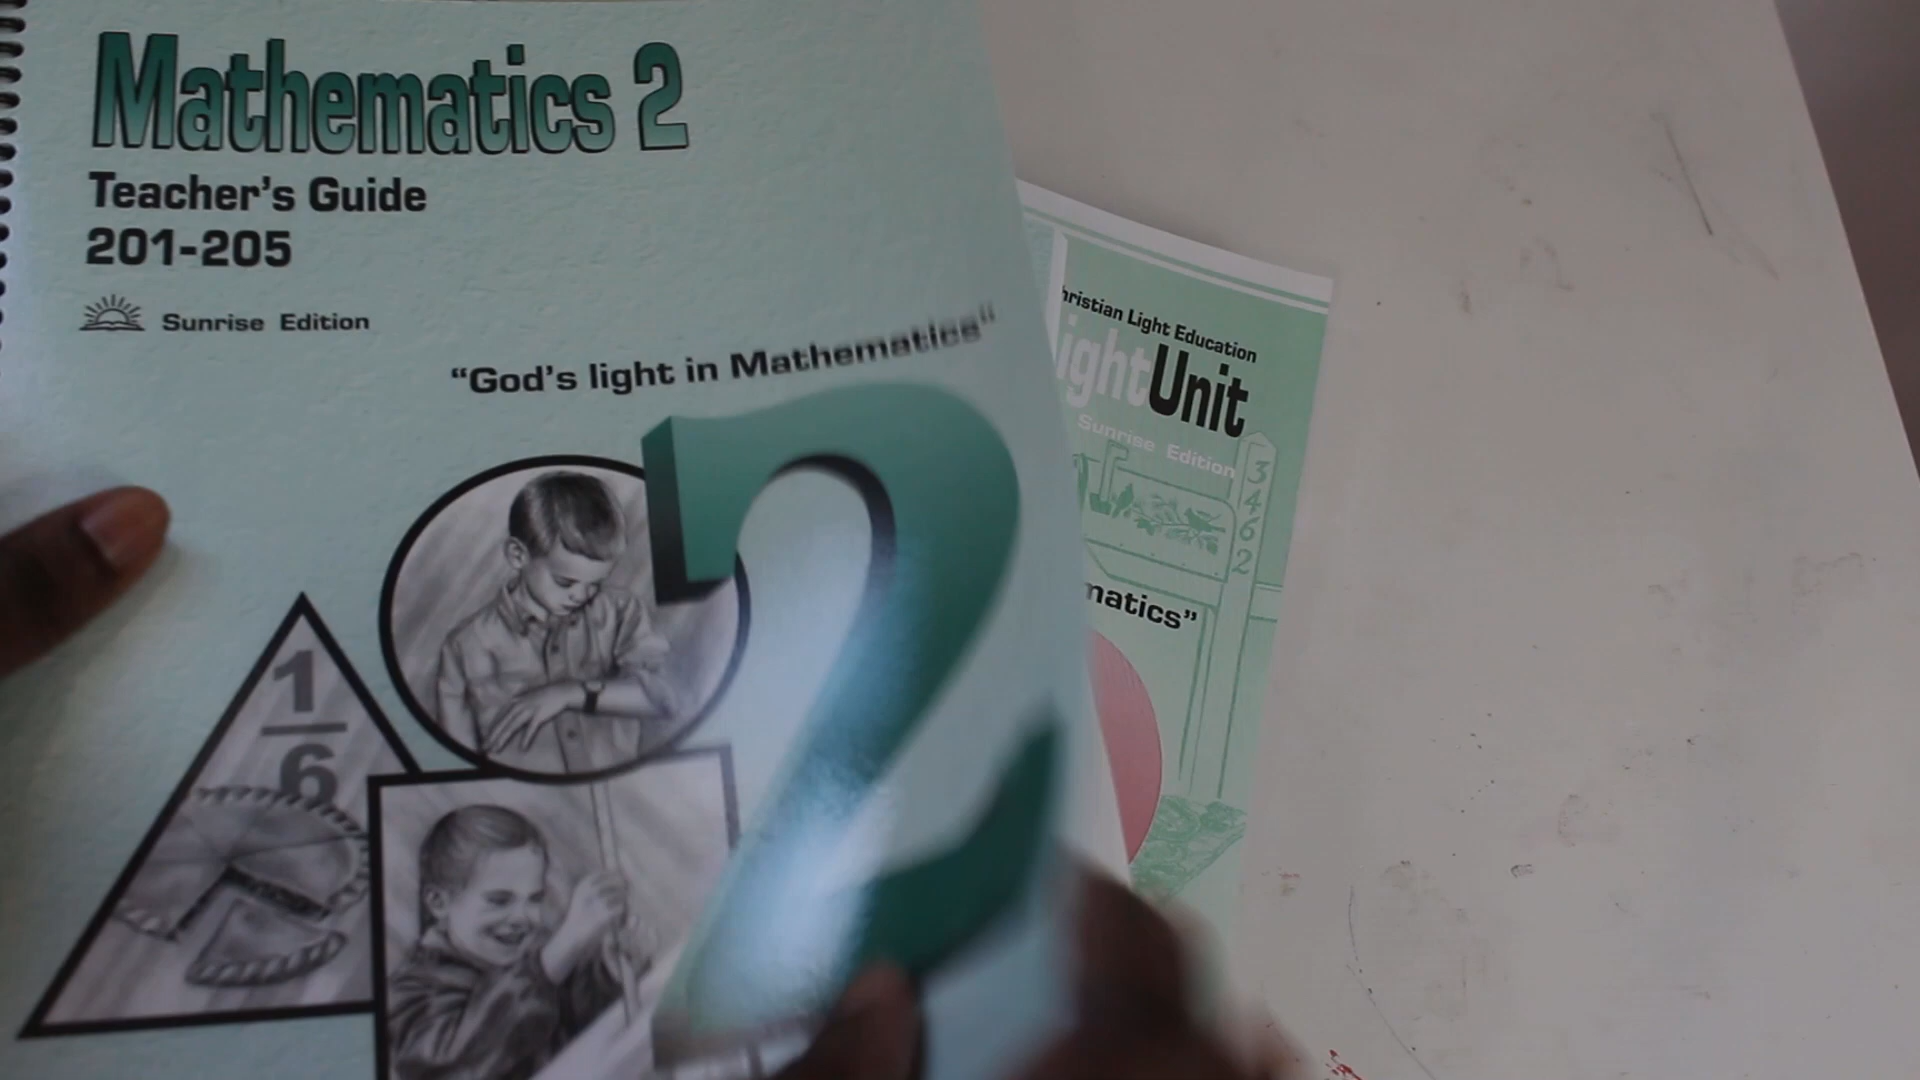 Mathematics 2
Teacher's Guide
201-205
Sunrise Edition
"God's light in Mathematics"
1
6
hristian Light Education
ightUnit
Sunrise Edition
3
4
6
2
matics"